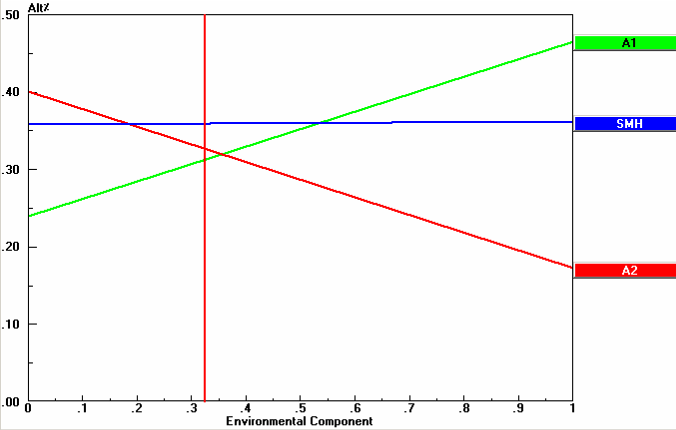 Alt%
.50
A1
.40
SMH
.30
.20
A2
.10
.00
0 .1 .2 .3 .4 .5 .6 .7 .8 .9 1
Environmental Component